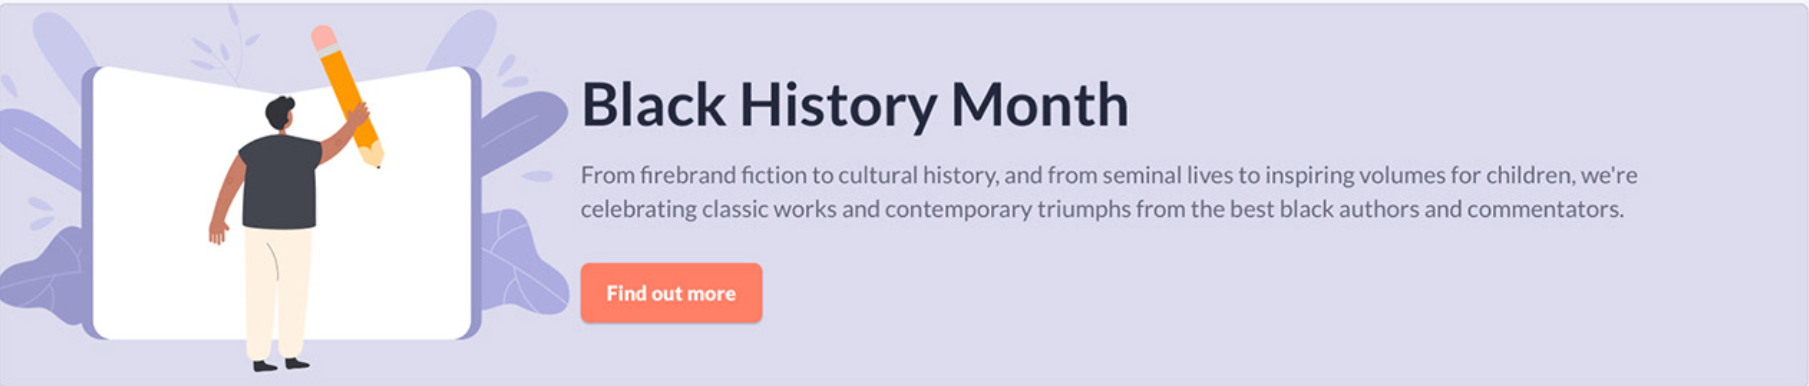 Black History Month
From firebrand fiction to cultural history, and from seminal lives to inspiring volumes for children, we're
celebrating classic works and contemporary triumphs from the best black authors and commentators.
Find out more